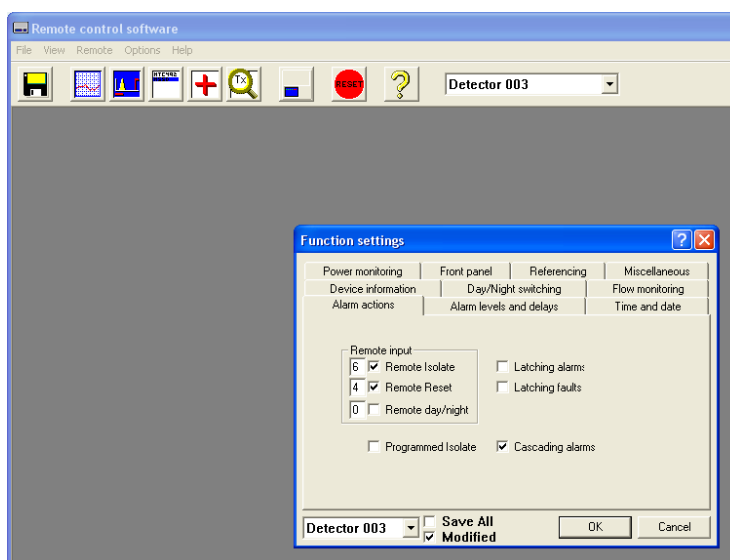 Remote control software
File View Remote Options Help
Tx
RESET
Detector 003
Function settings
Power monitoring Front panel Referencing Miscellaneous
Device information Day/Night switching Flow monitoring
Alarm actions Alarm levels and delays Time and date
Remote input
6 Remote Isolate Latching alarms
4 Remote Reset Latching faults
0 Remote day/night
Programmed Isolate Cascading alarms
Detector 003 Save All OK Cancel
Modified